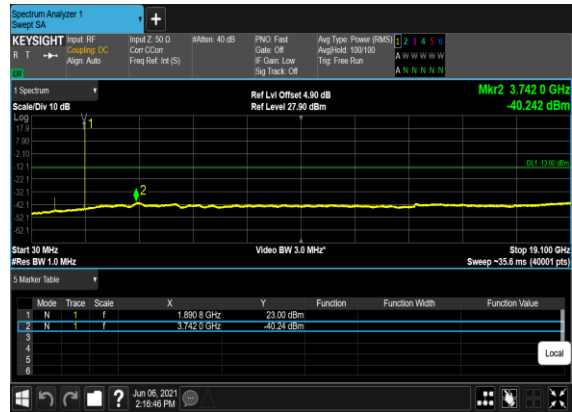 Spectrum Analyzer 1
Swept SA
+
KEYSIGHT Input: RF Input Z: 50 Ω #Atten: 40 dB PNO: Fast Avg Type: Power (RMS) 1 2 3 4 5 6
R T Coupling: DC Corr CCorr Gate: Off Avg|Hold: 100/100 A W W W W W
Align: Auto Freq Ref: Int (S) IF Gain: Low Trig: Free Run
Sig Track: Off A N N N N N
1 Spectrum Ref Lvl Offset 4.90 dB Mkr2 3.742 0 GHz
Scale/Div 10 dB Ref Level 27.90 dBm -40.242 dBm
Log
17.9 1
7.90
-2.10
-12.1 DL1 -13.00 dBm
-22.1
-32.1 2
-42.1
-52.1
-62.1
Start 30 MHz Video BW 3.0 MHz* Stop 19.100 GHz
#Res BW 1.0 MHz Sweep ~35.6 ms (40001 pts)
5 Marker Table
Mode Trace Scale X Y Function Function Width Function Value
1 N 1 f 1.890 8 GHz 23.00 dBm
2 N 1 f 3.742 0 GHz -40.24 dBm
3
4
5
6
Local
? Jun 06, 2021
2:16:46 PM